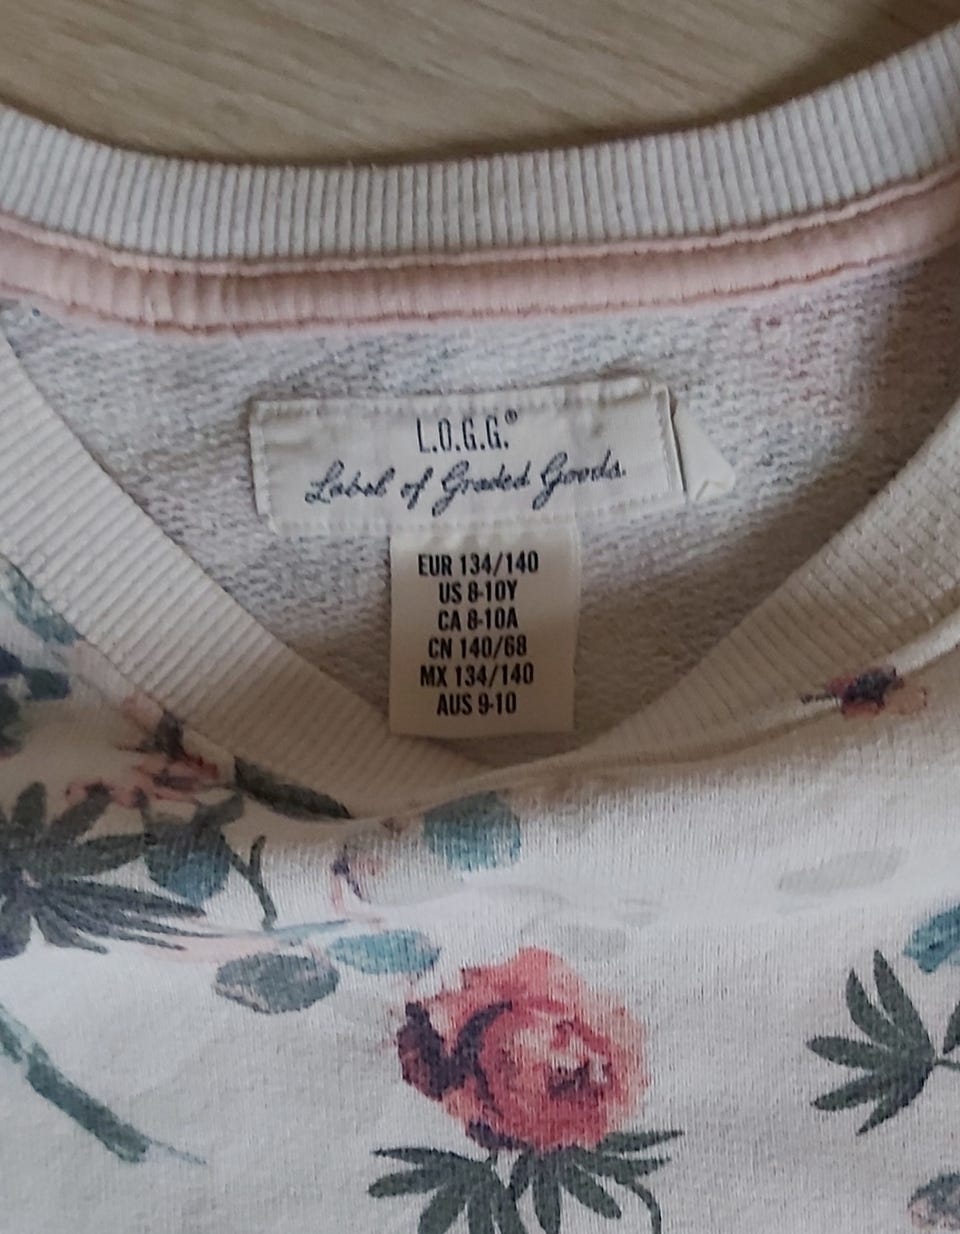 L.O.G.G.®
Label of Graded Goods.
EUR 134/140
US 8-10Y
CA 8-10A
CN 140/68
MX 134/140
AUS 9-10